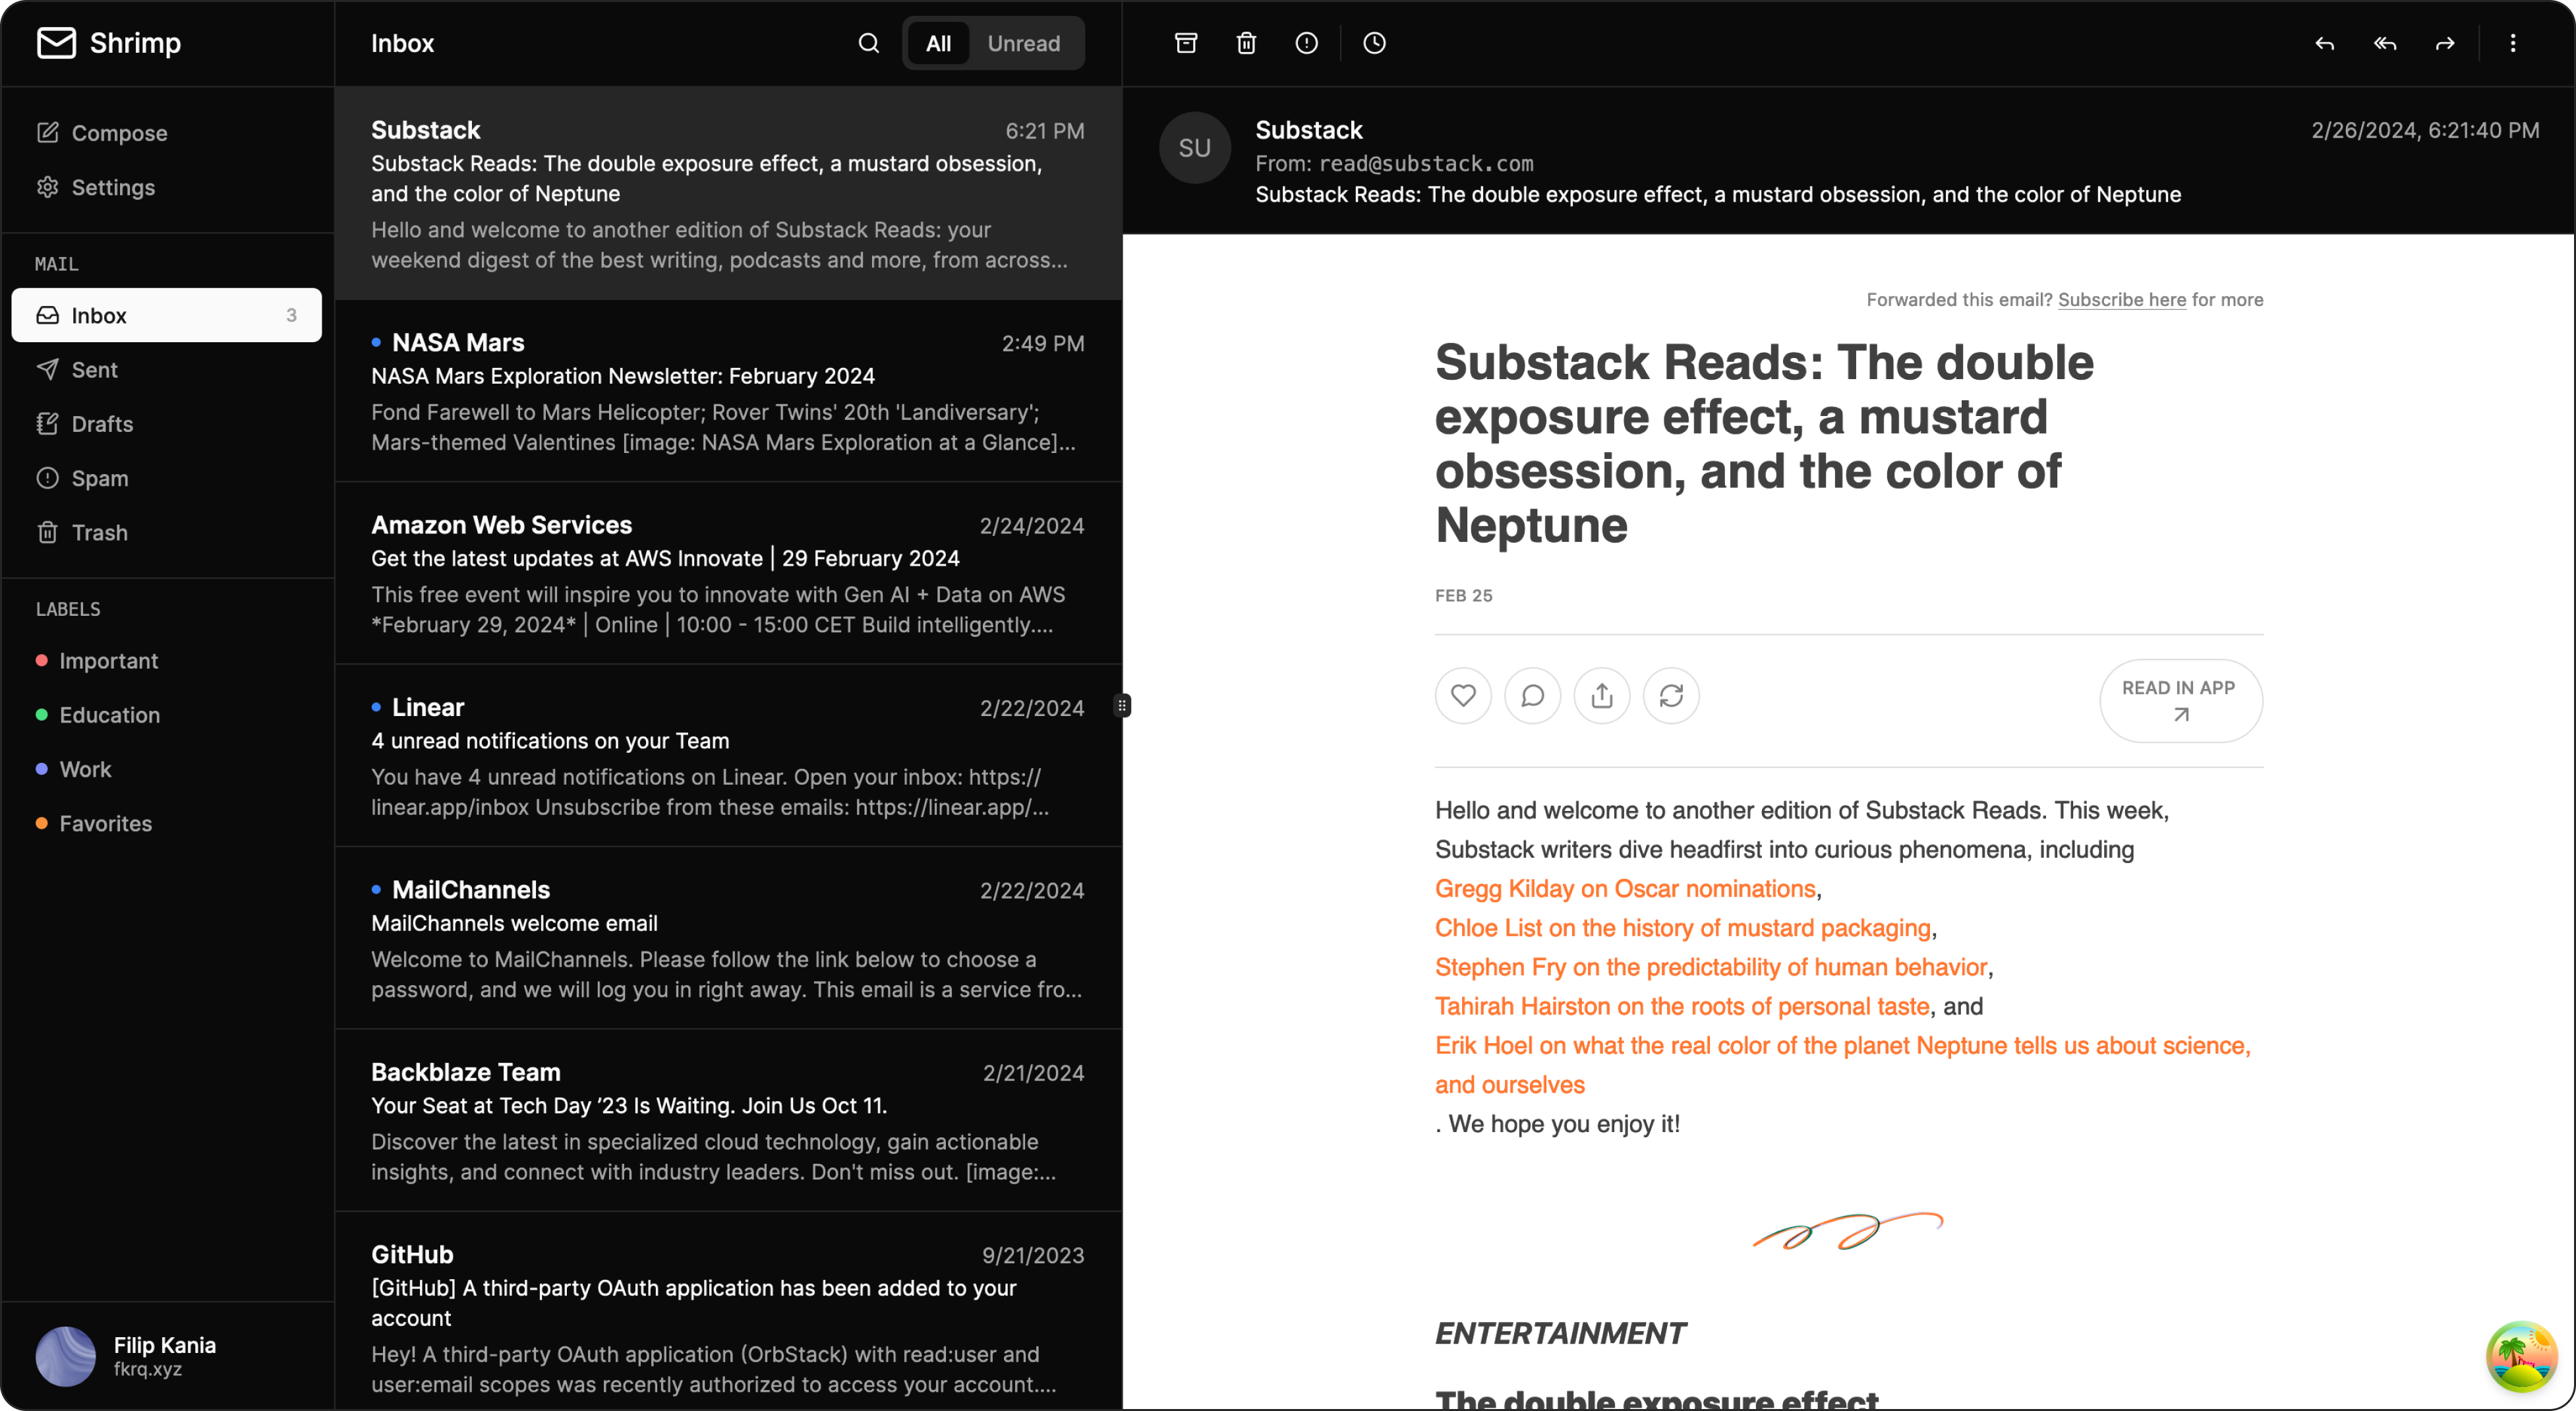 Shrimp
Compose
Settings
MAIL
Inbox 3
Sent
Drafts
Spam
Trash
LABELS
Important
Education
Work
Favorites
Filip Kania
fkrq.xyz
Inbox
All Unread
Substack 6:21 PM
Substack Reads: The double exposure effect, a mustard obsession,
and the color of Neptune
Hello and welcome to another edition of Substack Reads: your
weekend digest of the best writing, podcasts and more, from across...
NASA Mars 2:49 PM
NASA Mars Exploration Newsletter: February 2024
Fond Farewell to Mars Helicopter; Rover Twins' 20th 'Landiversary';
Mars-themed Valentines [image: NASA Mars Exploration at a Glance]...
Amazon Web Services 2/24/2024
Get the latest updates at AWS Innovate | 29 February 2024
This free event will inspire you to innovate with Gen AI + Data on AWS
*February 29, 2024* | Online | 10:00 - 15:00 CET Build intelligently....
Linear 2/22/2024
4 unread notifications on your Team
You have 4 unread notifications on Linear. Open your inbox: https://
linear.app/inbox Unsubscribe from these emails: https://linear.app/...
MailChannels 2/22/2024
MailChannels welcome email
Welcome to MailChannels. Please follow the link below to choose a
password, and we will log you in right away. This email is a service fro...
Backblaze Team 2/21/2024
Your Seat at Tech Day ’23 Is Waiting. Join Us Oct 11.
Discover the latest in specialized cloud technology, gain actionable
insights, and connect with industry leaders. Don't miss out. [image:...
GitHub 9/21/2023
[GitHub] A third-party OAuth application has been added to your
account
Hey! A third-party OAuth application (OrbStack) with read:user and
user:email scopes was recently authorized to access your account....
SU
Substack 2/26/2024, 6:21:40 PM
From: read@substack.com
Substack Reads: The double exposure effect, a mustard obsession, and the color of Neptune
Forwarded this email? Subscribe here for more
Substack Reads: The double
exposure effect, a mustard
obsession, and the color of
Neptune
FEB 25
READ IN APP
Hello and welcome to another edition of Substack Reads. This week,
Substack writers dive headfirst into curious phenomena, including
Gregg Kilday on Oscar nominations,
Chloe List on the history of mustard packaging,
Stephen Fry on the predictability of human behavior,
Tahirah Hairston on the roots of personal taste, and
Erik Hoel on what the real color of the planet Neptune tells us about science,
and ourselves
. We hope you enjoy it!
ENTERTAINMENT
The double exposure effect